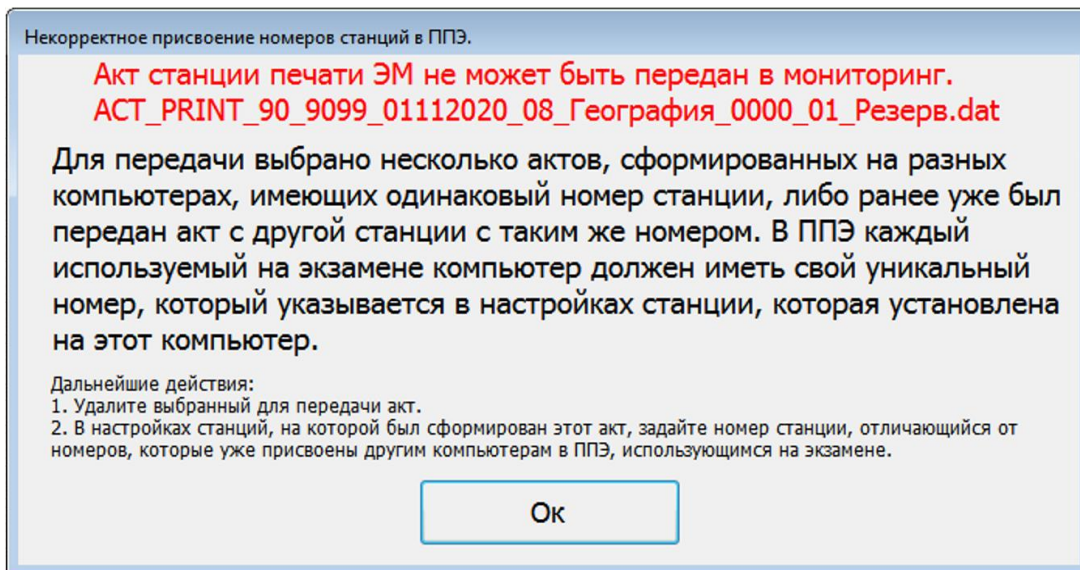 Некорректное присвоение номеров станций в ППЭ.
Акт станции печати ЭМ не может быть передан в мониторинг.
ACT_PRINT_90_9099_01112020_08_География_0000_01_Резерв.dat
Для передачи выбрано несколько актов, сформированных на разных
компьютерах, имеющих одинаковый номер станции, либо ранее уже был
передан акт с другой станции с таким же номером. В ППЭ каждый
используемый на экзамене компьютер должен иметь свой уникальный
номер, который указывается в настройках станции, которая установлена
на этот компьютер.
Дальнейшие действия:
1. Удалите выбранный для передачи акт.
2. В настройках станций, на которой был сформирован этот акт, задайте номер станции, отличающийся от
номеров, которые уже присвоены другим компьютерам в ППЭ, использующимся на экзамене.
Ок